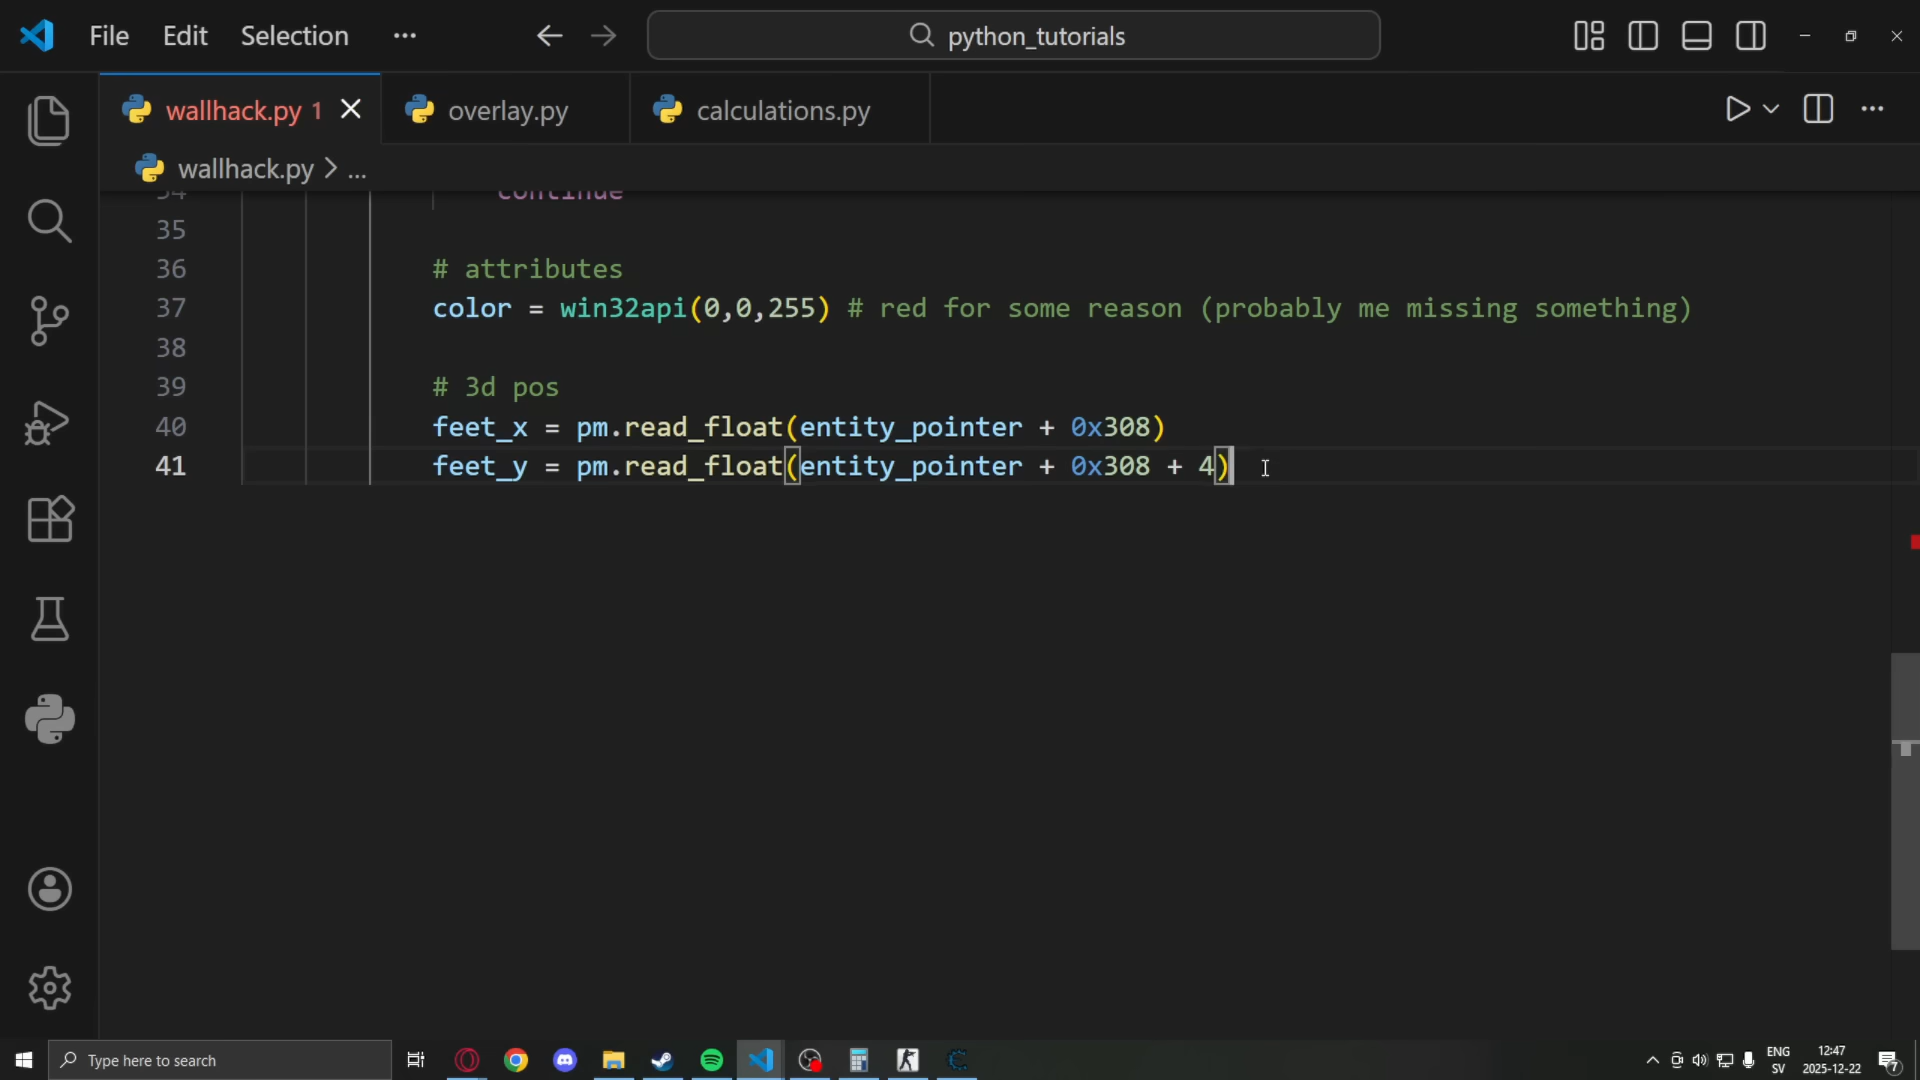 File Edit Selection ...
python_tutorials
wallhack.py 1
overlay.py
calculations.py
wallhack.py > ...
34 continue
35
36 # attributes
37 color = win32api(0,0,255) # red for some reason (probably me missing something)
38
39 # 3d pos
40 feet_x = pm.read_float(entity_pointer + 0x308)
41 feet_y = pm.read_float(entity_pointer + 0x308 + 4)
Type here to search
ENG
SV
12:47
2025-12-22
7